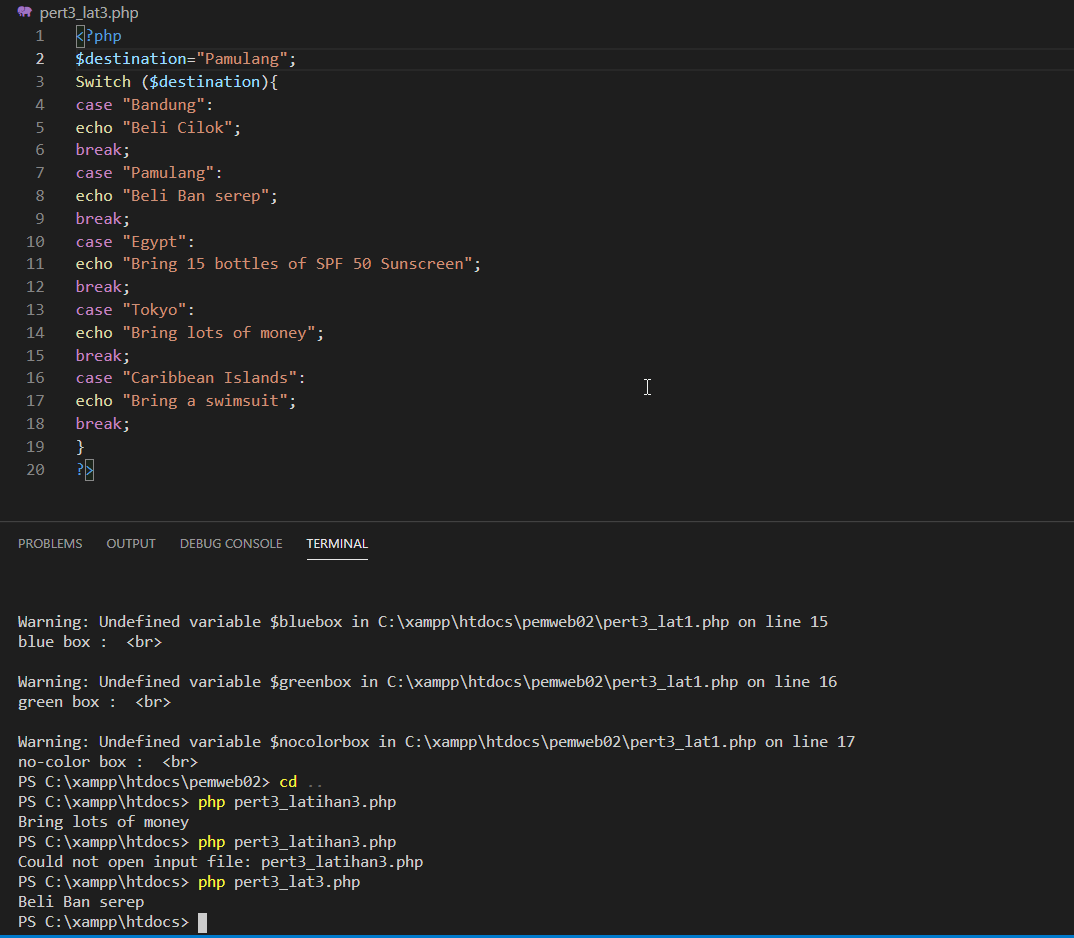 pert3_lat3.php
1 <?php
2 $destination="Pamulang";
3 Switch ($destination){
4 case "Bandung":
5 echo "Beli Cilok";
6 break;
7 case "Pamulang":
8 echo "Beli Ban serep";
9 break;
10 case "Egypt":
11 echo "Bring 15 bottles of SPF 50 Sunscreen";
12 break;
13 case "Tokyo":
14 echo "Bring lots of money";
15 break;
16 case "Caribbean Islands":
17 echo "Bring a swimsuit";
18 break;
19 }
20 ?>
PROBLEMS OUTPUT DEBUG CONSOLE TERMINAL
Warning: Undefined variable $bluebox in C:\xampp\htdocs\pemweb02\pert3_lat1.php on line 15
blue box :  <br>
Warning: Undefined variable $greenbox in C:\xampp\htdocs\pemweb02\pert3_lat1.php on line 16
green box :  <br>
Warning: Undefined variable $nocolorbox in C:\xampp\htdocs\pemweb02\pert3_lat1.php on line 17
no-color box :  <br>
PS C:\xampp\htdocs\pemweb02> cd ..
PS C:\xampp\htdocs> php pert3_latihan3.php
Bring lots of money
PS C:\xampp\htdocs> php pert3_latihan3.php
Could not open input file: pert3_latihan3.php
PS C:\xampp\htdocs> php pert3_lat3.php
Beli Ban serep
PS C:\xampp\htdocs>